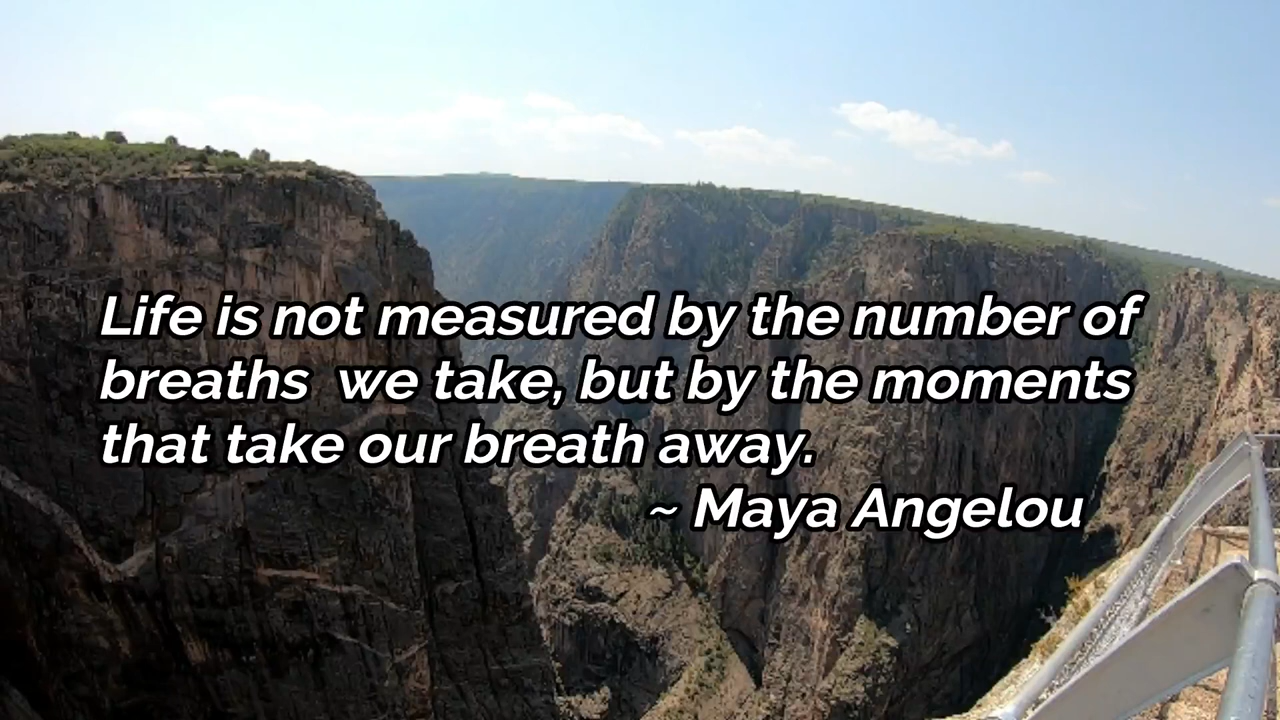 Life is not measured by the number of
breaths  we take, but by the moments
that take our breath away.
~ Maya Angelou